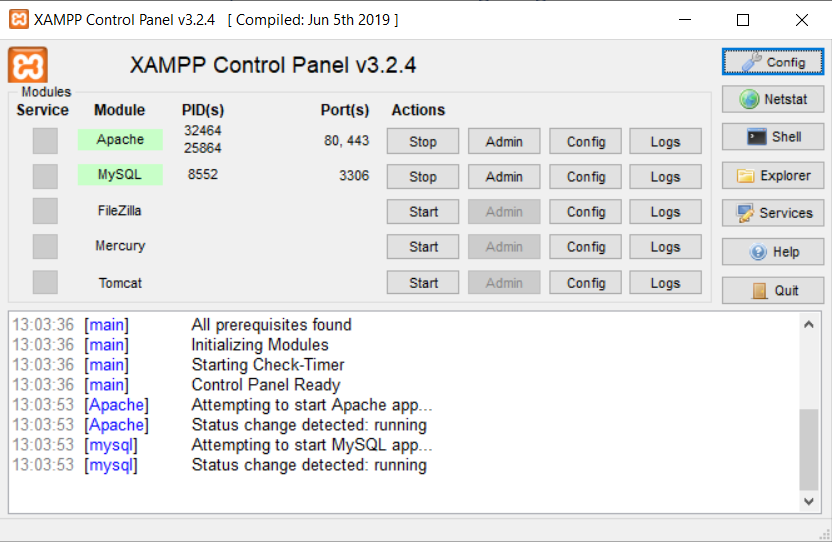 XAMPP Control Panel v3.2.4 [ Compiled: Jun 5th 2019 ]
XAMPP Control Panel v3.2.4
Config
Modules
Service Module PID(s) Port(s) Actions
Netstat
Apache 32464 25864 80, 443 Stop Admin Config Logs
Shell
MySQL 8552 3306 Stop Admin Config Logs
Explorer
FileZilla Start Admin Config Logs
Services
Mercury Start Admin Config Logs
Help
Tomcat Start Admin Config Logs
Quit
13:03:36 [main] All prerequisites found
13:03:36 [main] Initializing Modules
13:03:36 [main] Starting Check-Timer
13:03:36 [main] Control Panel Ready
13:03:53 [Apache] Attempting to start Apache app...
13:03:53 [Apache] Status change detected: running
13:03:53 [mysql] Attempting to start MySQL app...
13:03:53 [mysql] Status change detected: running